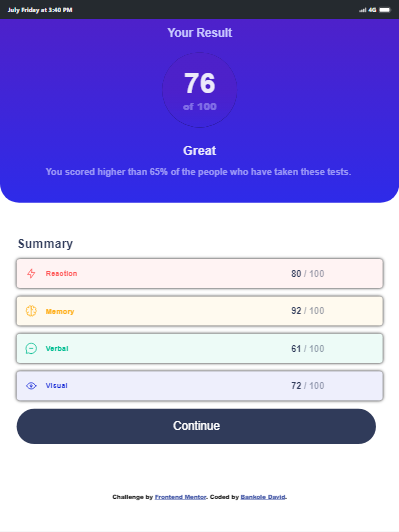 July Friday at 3:40 PM 4G
Your Result
76
of 100
Great
You scored higher than 65% of the people who have taken these tests.
Summary
Reaction 80 / 100
Memory 92 / 100
Verbal 61 / 100
Visual 72 / 100
Continue
Challenge by Frontend Mentor. Coded by Bankole David.